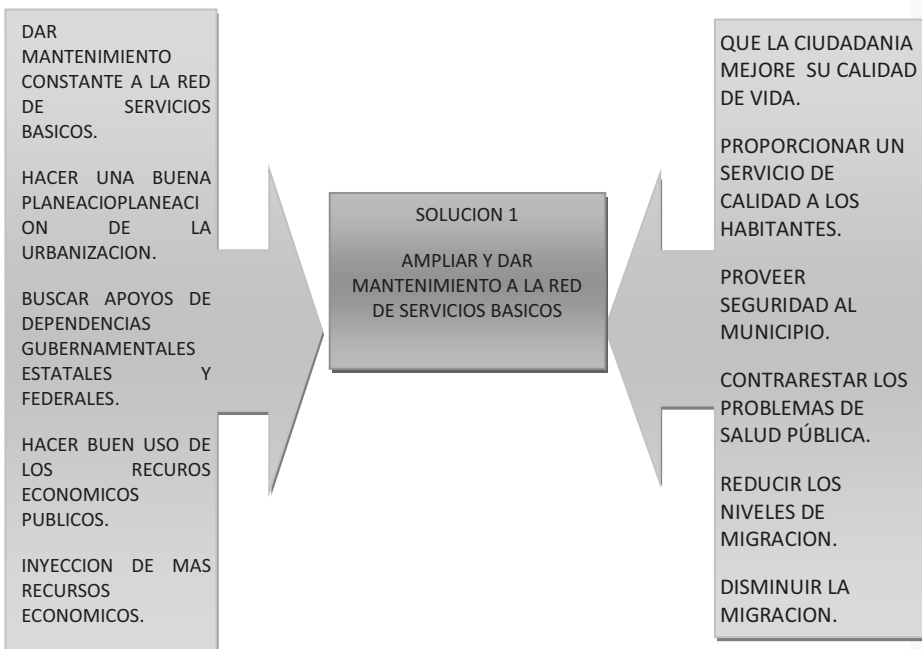 DAR
MANTENIMIENTO
CONSTANTE A LA RED
DE SERVICIOS
BASICOS.
HACER UNA BUENA
PLANEACIOPLANEACI
ON DE LA
URBANIZACION.
BUSCAR APOYOS DE
DEPENDENCIAS
GUBERNAMENTALES
ESTATALES Y
FEDERALES.
HACER BUEN USO DE
LOS RECUROS
ECONOMICOS
PUBLICOS.
INYECCION DE MAS
RECURSOS
ECONOMICOS.
SOLUCION 1
AMPLIAR Y DAR
MANTENIMIENTO A LA RED
DE SERVICIOS BASICOS
QUE LA CIUDADANIA
MEJORE SU CALIDAD
DE VIDA.
PROPORCIONAR UN
SERVICIO DE
CALIDAD A LOS
HABITANTES.
PROVEER
SEGURIDAD AL
MUNICIPIO.
CONTRARESTAR LOS
PROBLEMAS DE
SALUD PÚBLICA.
REDUCIR LOS
NIVELES DE
MIGRACION.
DISMINUIR LA
MIGRACION.